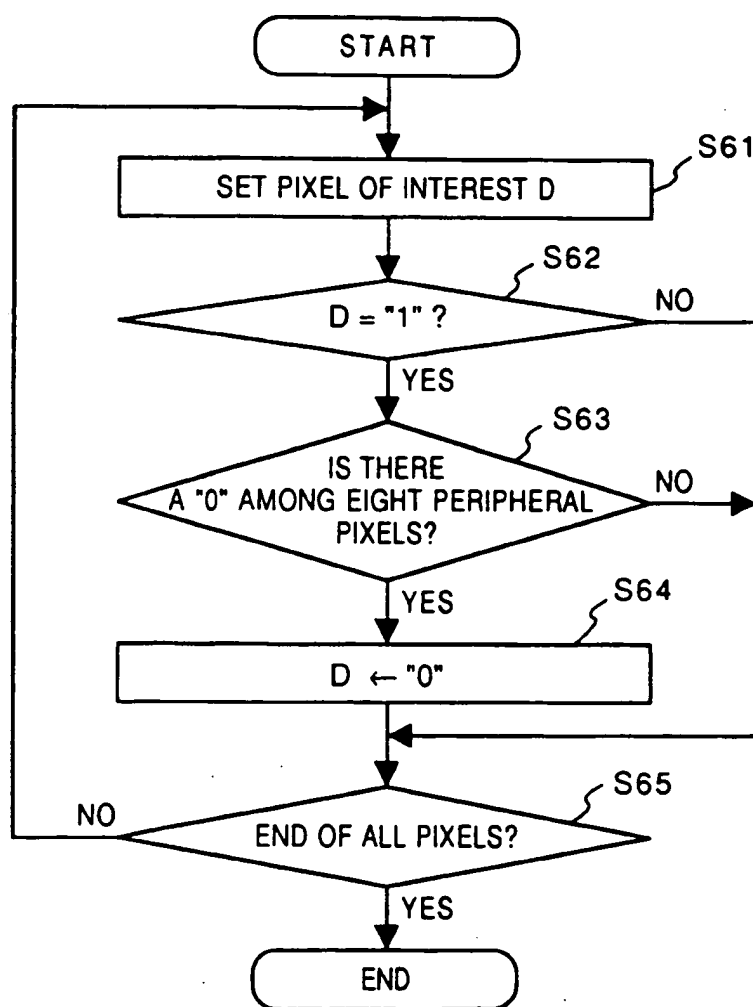 START
S61
SET PIXEL OF INTEREST D
S62
D = "1" ?
NO
YES
S63
IS THERE
A "0" AMONG EIGHT PERIPHERAL
PIXELS?
NO
YES
S64
D ← "0"
S65
NO
END OF ALL PIXELS?
YES
END